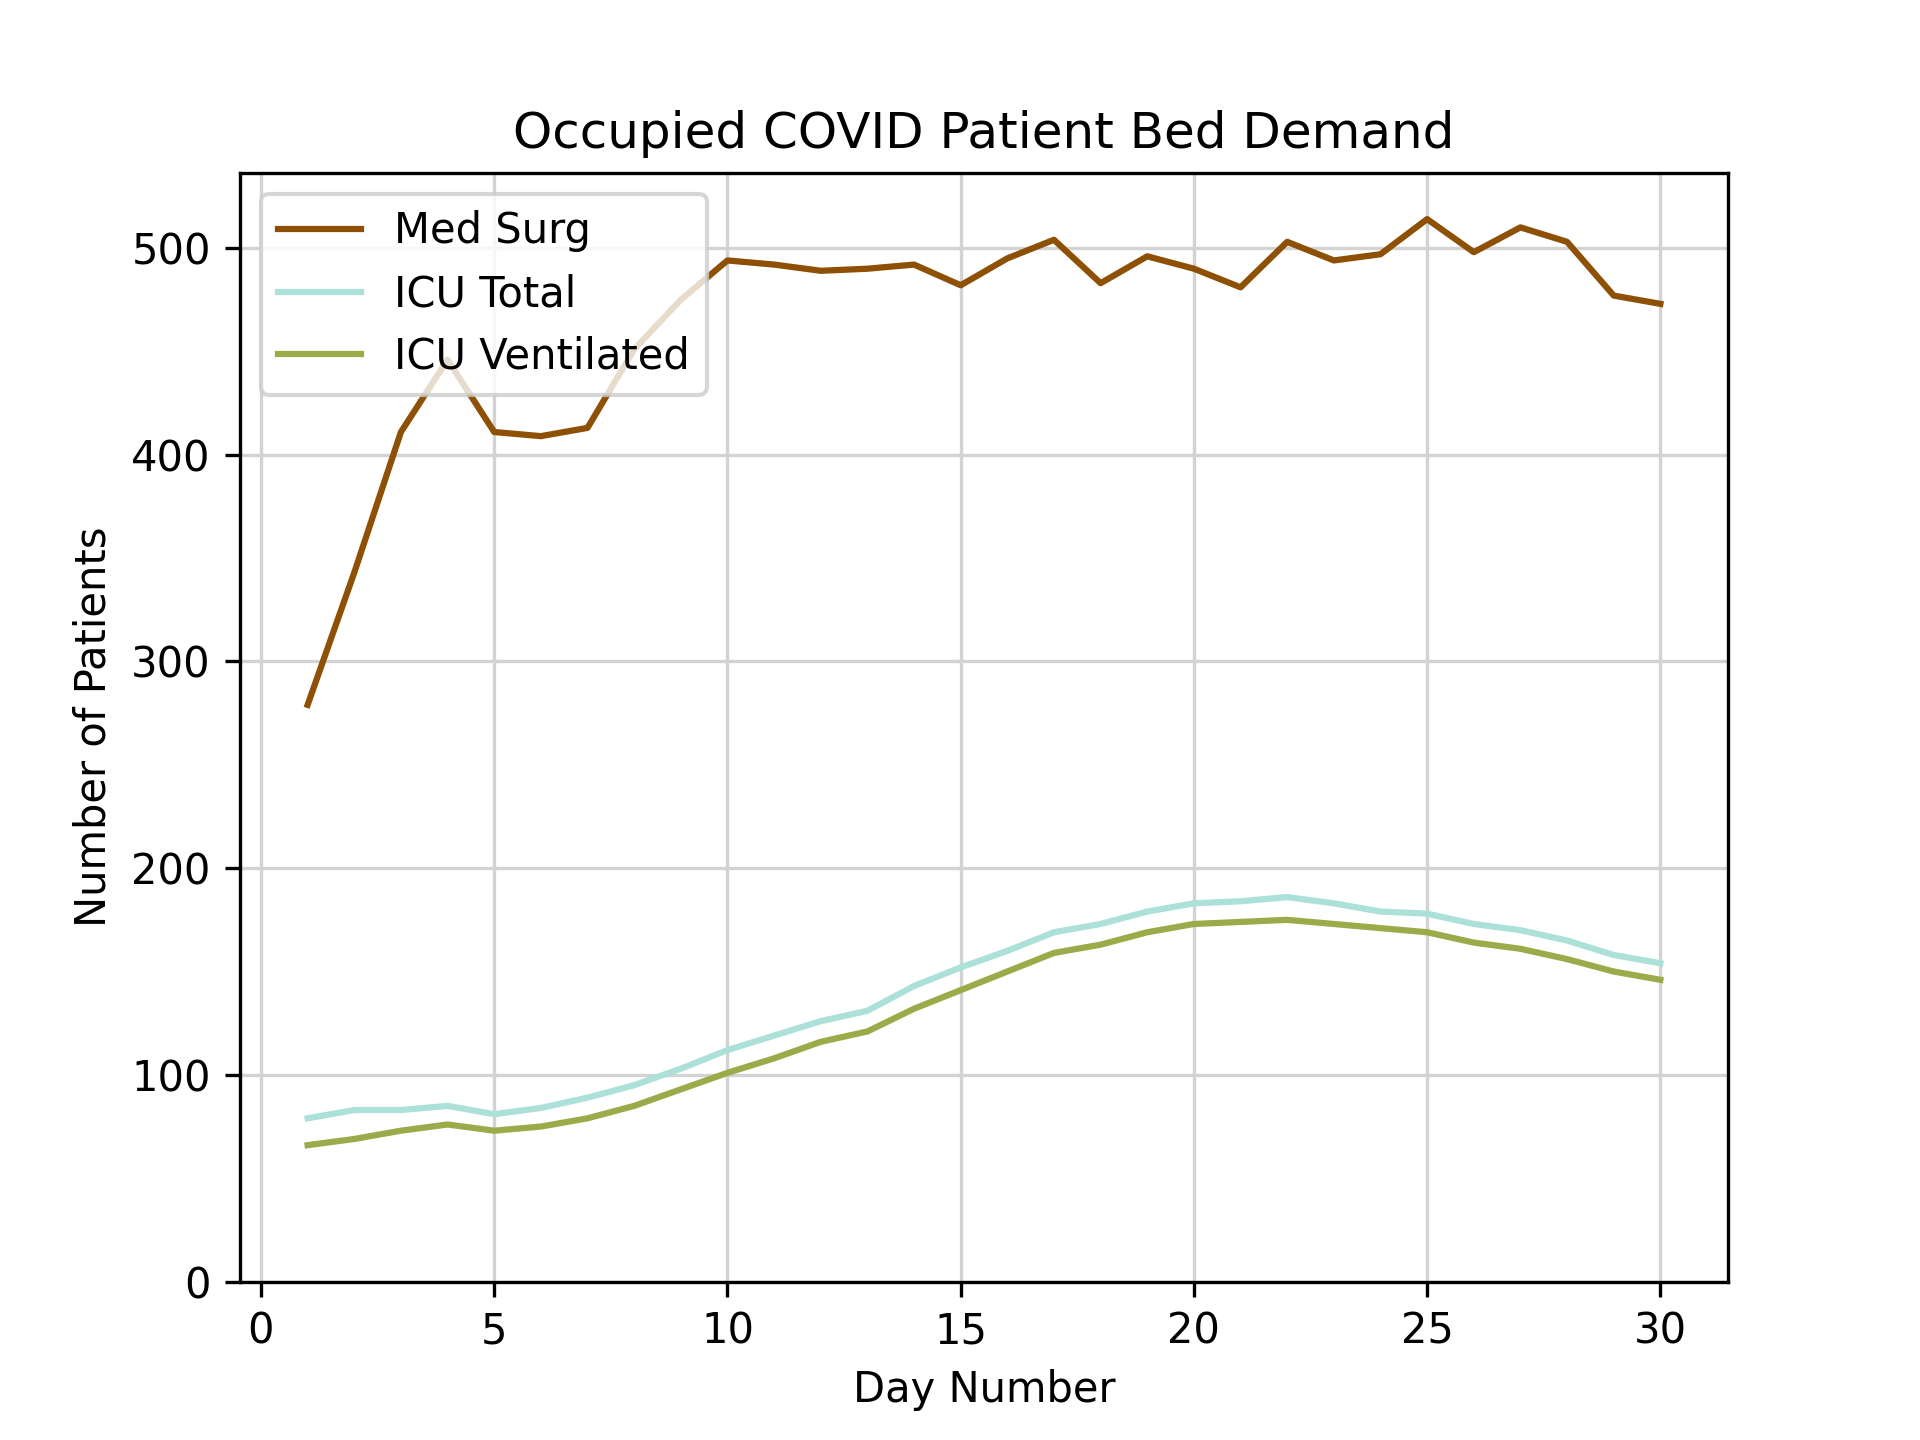 Occupied COVID Patient Bed Demand
Med Surg
ICU Total
ICU Ventilated
Number of Patients
500
400
300
200
100
0
0 5 10 15 20 25 30
Day Number